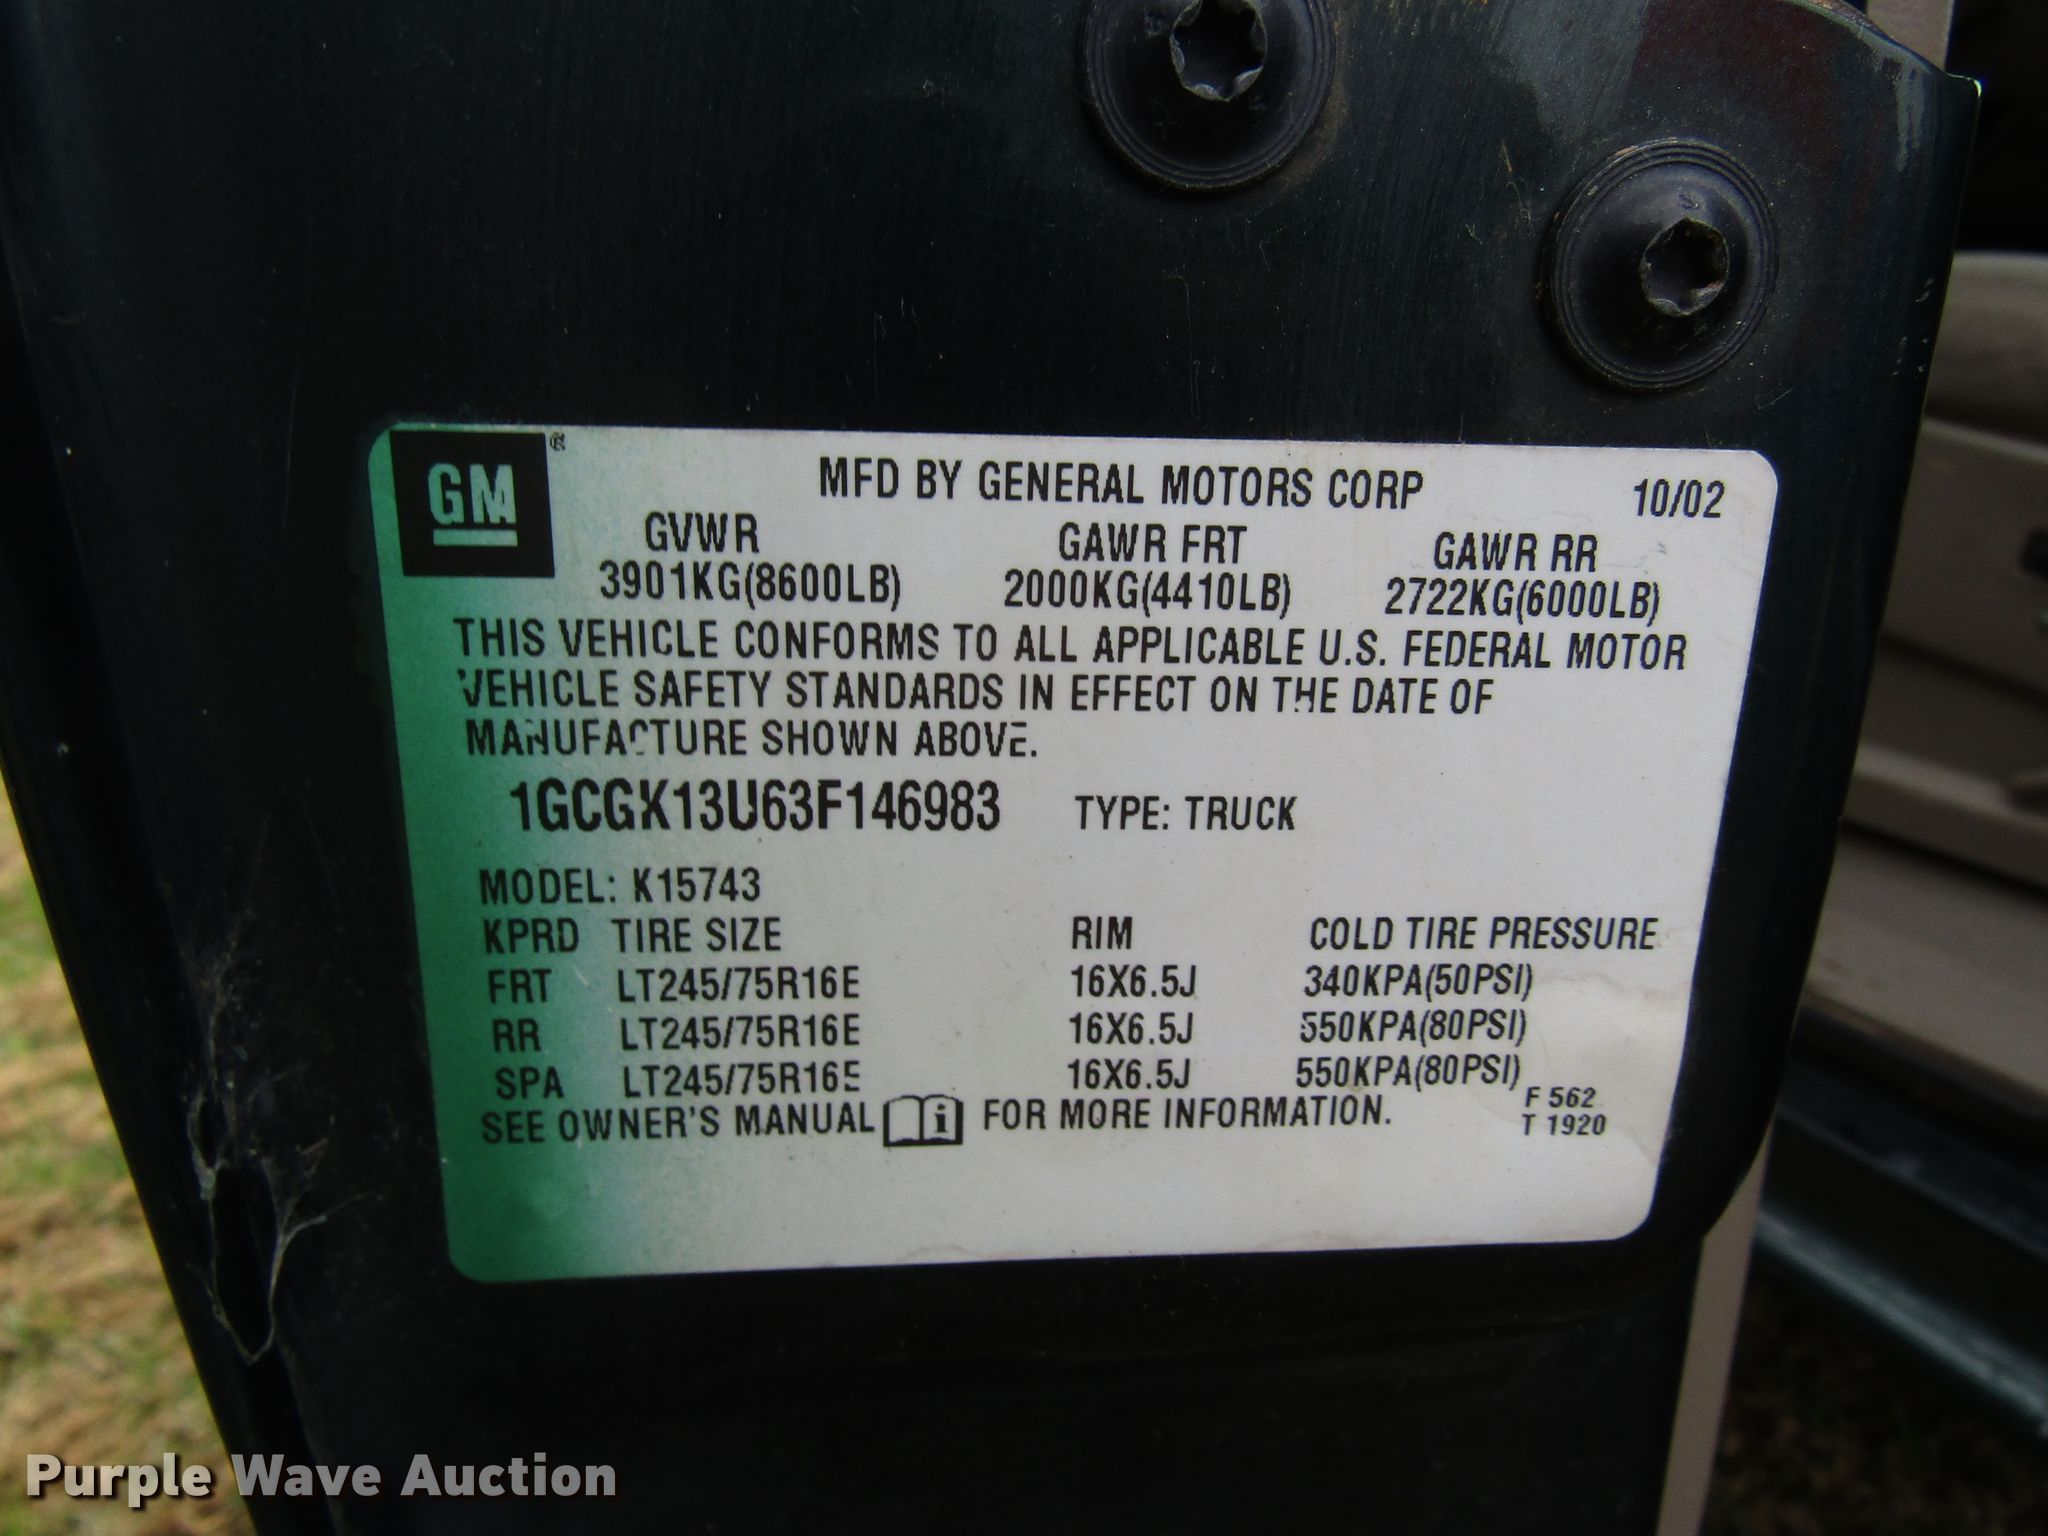 GM
MFD BY GENERAL MOTORS CORP 10/02
GVWR GAWR FRT GAWR RR
3901KG(8600LB) 2000KG(4410LB) 2722KG(6000LB)
THIS VEHICLE CONFORMS TO ALL APPLICABLE U.S. FEDERAL MOTOR
VEHICLE SAFETY STANDARDS IN EFFECT ON THE DATE OF
MANUFACTURE SHOWN ABOVE.
1GCGK13U63F146983 TYPE: TRUCK
MODEL: K15743
KPRD TIRE SIZE RIM COLD TIRE PRESSURE
FRT LT245/75R16E 16X6.5J 340KPA(50PSI)
RR LT245/75R16E 16X6.5J 550KPA(80PSI)
SPA LT245/75R16E 16X6.5J 550KPA(80PSI)
SEE OWNER'S MANUAL i FOR MORE INFORMATION.
F 562
T 1920
Purple Wave Auction